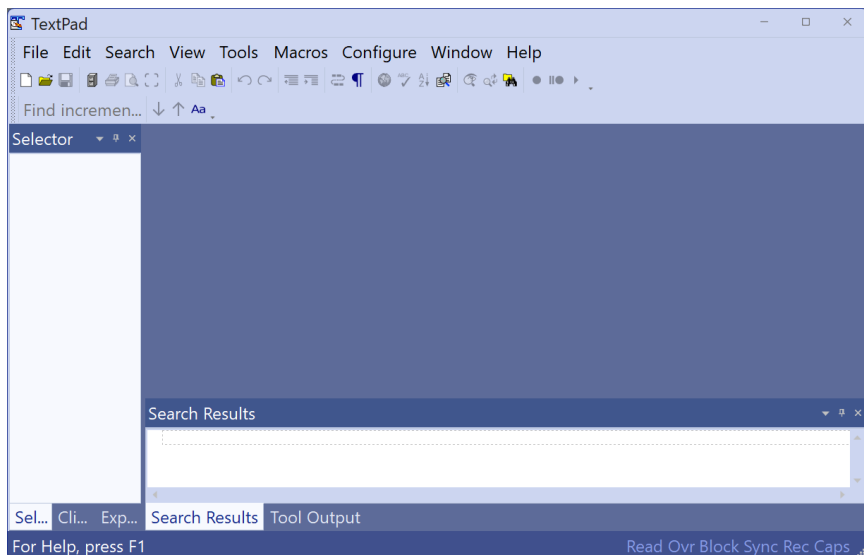 TextPad
File Edit Search View Tools Macros Configure Window Help
Find incremen... Aa
Selector
Search Results
Sel... Cli... Exp... Search Results Tool Output
For Help, press F1 Read Ovr Block Sync Rec Caps